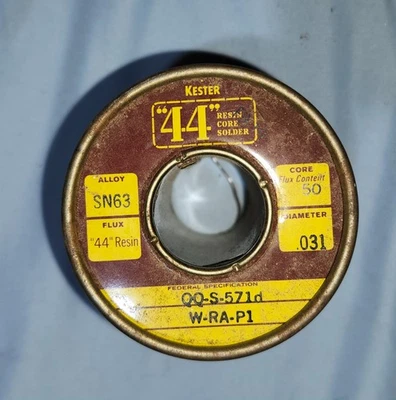 KESTER
"44" RESIN
CORE
SOLDER
ALLOY
SN63
FLUX
"44" Resin
CORE
Flux Content
50
DIAMETER
.031
FEDERAL SPECIFICATION
QQ-S-571d
W-RA-P1